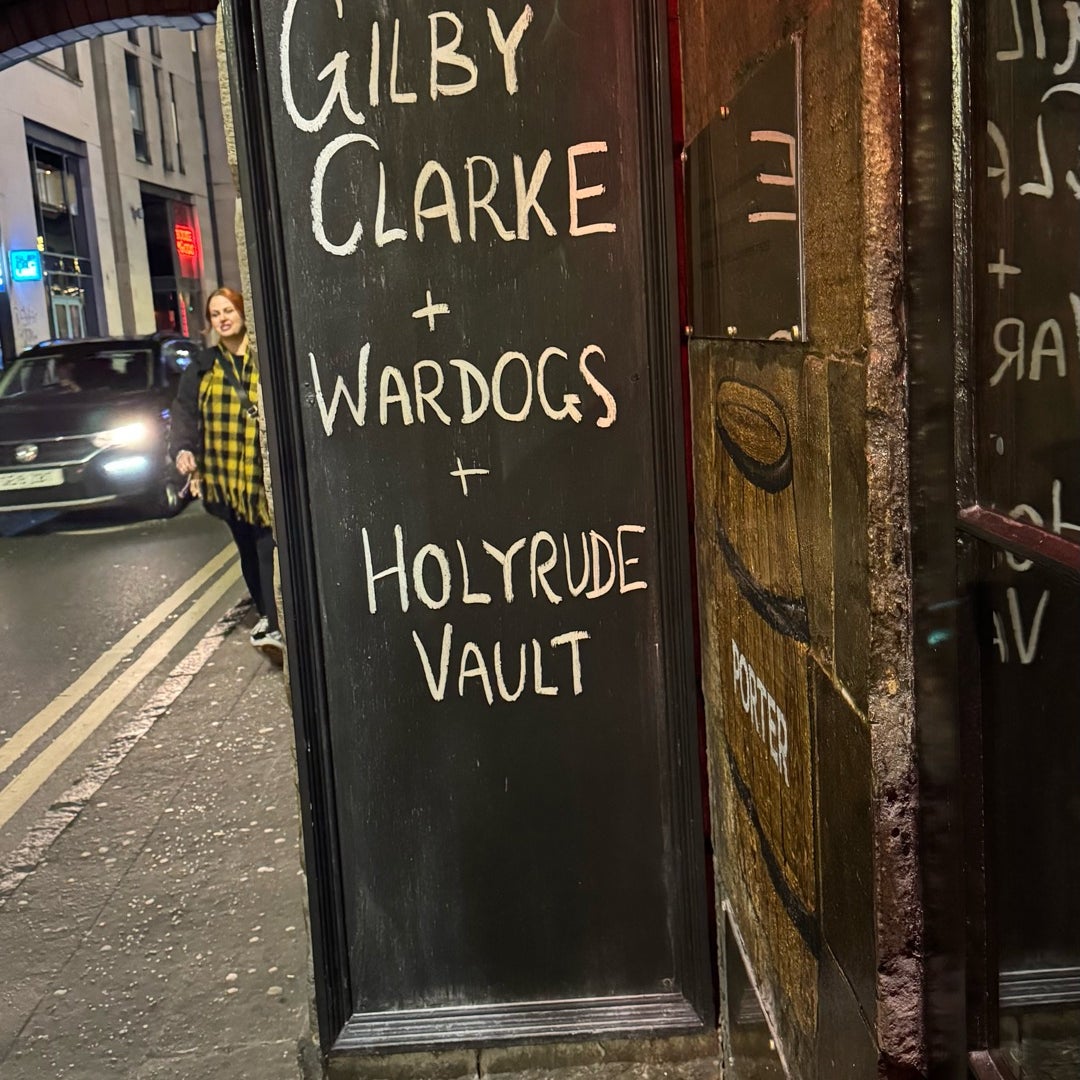 GILBY
CLARKE
+
WARDOGS
+
HOLYRUDE
VAULT
PORTER